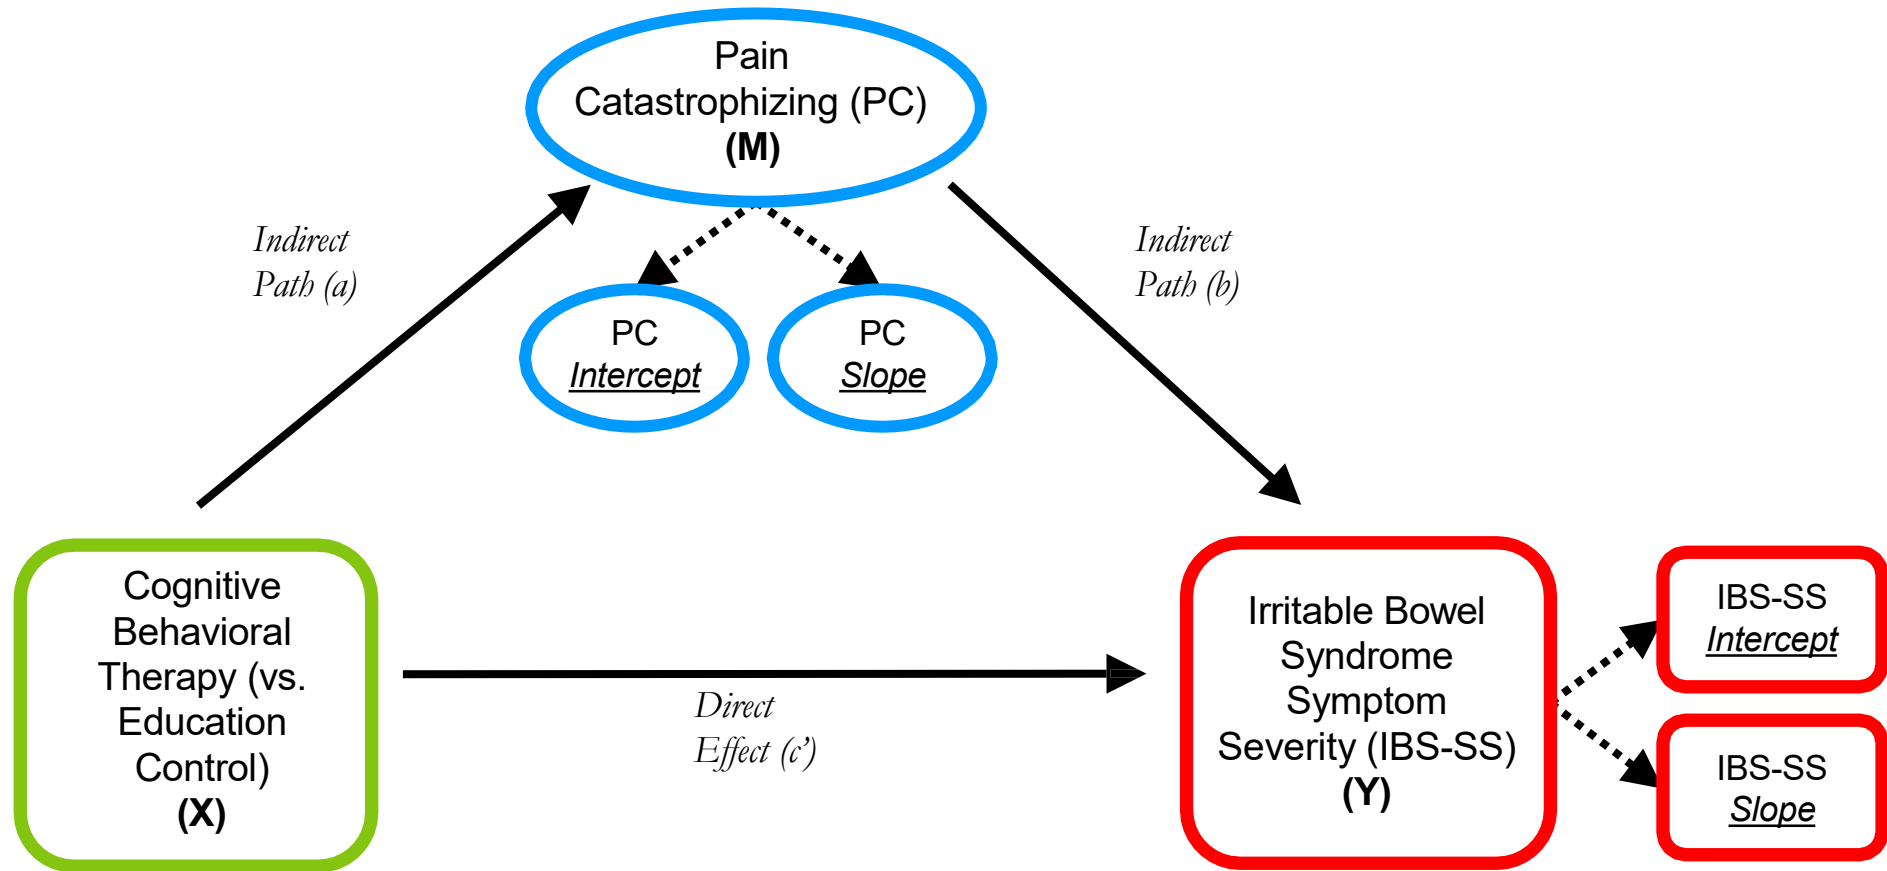 Pain
Catastrophizing (PC)
(M)
Indirect
Path (a)
Indirect
Path (b)
PC
Intercept
PC
Slope
Cognitive
Behavioral
Therapy (vs.
Education
Control)
(X)
Direct
Effect (c’)
Irritable Bowel
Syndrome
Symptom
Severity (IBS-SS)
(Y)
IBS-SS
Intercept
IBS-SS
Slope